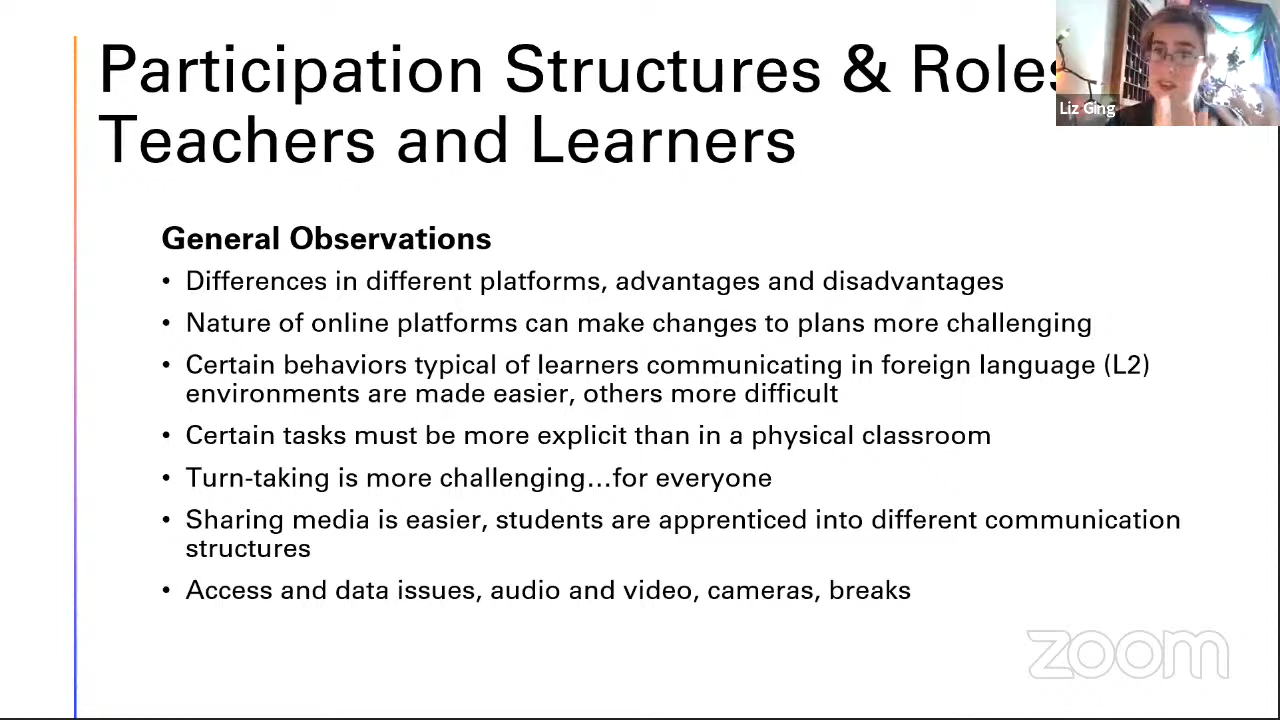 Participation Structures & Roles
Teachers and Learners
Liz Ging
General Observations
• Differences in different platforms, advantages and disadvantages
• Nature of online platforms can make changes to plans more challenging
• Certain behaviors typical of learners communicating in foreign language (L2)
environments are made easier, others more difficult
• Certain tasks must be more explicit than in a physical classroom
• Turn-taking is more challenging...for everyone
• Sharing media is easier, students are apprenticed into different communication
structures
• Access and data issues, audio and video, cameras, breaks
zoom